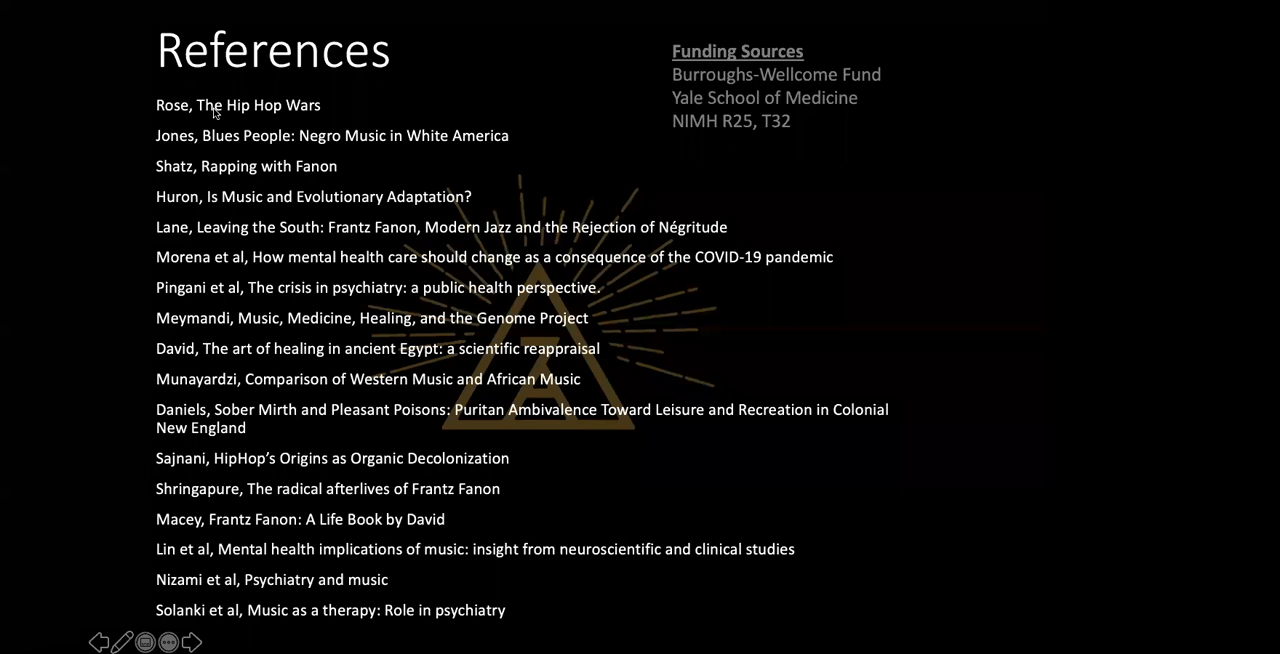 References
Rose, The Hip Hop Wars
Jones, Blues People: Negro Music in White America
Shatz, Rapping with Fanon
Huron, Is Music and Evolutionary Adaptation?
Lane, Leaving the South: Frantz Fanon, Modern Jazz and the Rejection of Négritude
Morena et al, How mental health care should change as a consequence of the COVID-19 pandemic
Pingani et al, The crisis in psychiatry: a public health perspective.
Meymandi, Music, Medicine, Healing, and the Genome Project
David, The art of healing in ancient Egypt: a scientific reappraisal
Munayardzi, Comparison of Western Music and African Music
Daniels, Sober Mirth and Pleasant Poisons: Puritan Ambivalence Toward Leisure and Recreation in Colonial
New England
Sajnani, HipHop’s Origins as Organic Decolonization
Shringapure, The radical afterlives of Frantz Fanon
Macey, Frantz Fanon: A Life Book by David
Lin et al, Mental health implications of music: insight from neuroscientific and clinical studies
Nizami et al, Psychiatry and music
Solanki et al, Music as a therapy: Role in psychiatry
Funding Sources
Burroughs-Wellcome Fund
Yale School of Medicine
NIMH R25, T32